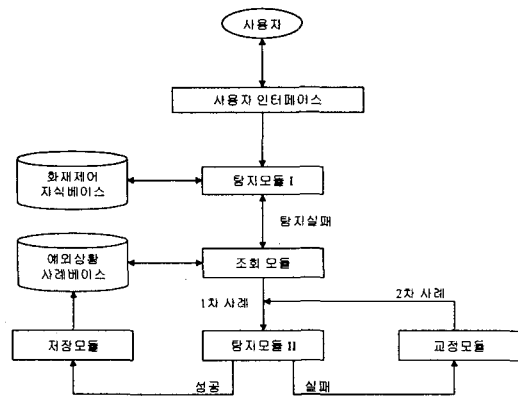 사용자
사용자 인터페이스
화재제어
지식베이스
탐지모듈 I
탐지실패
예외상황
사례베이스
조회 모듈
1차 사례
2차 사례
저장모듈
탐지모듈 II
교정모듈
성공
실패